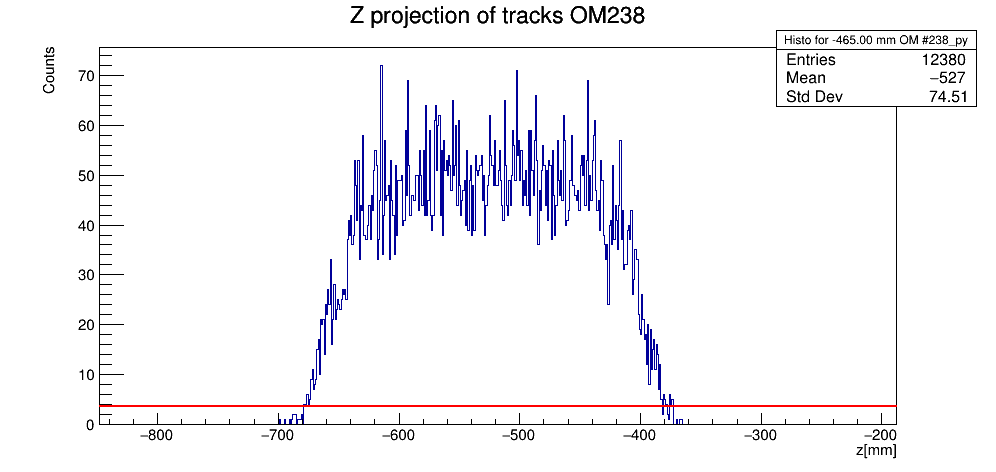 Z projection of tracks OM238
Histo for -465.00 mm OM #238_py
Entries 12380
Mean −527
Std Dev 74.51
Counts
70
60
50
40
30
20
10
0
−800 −700 −600 −500 −400 −300 −200
z[mm]